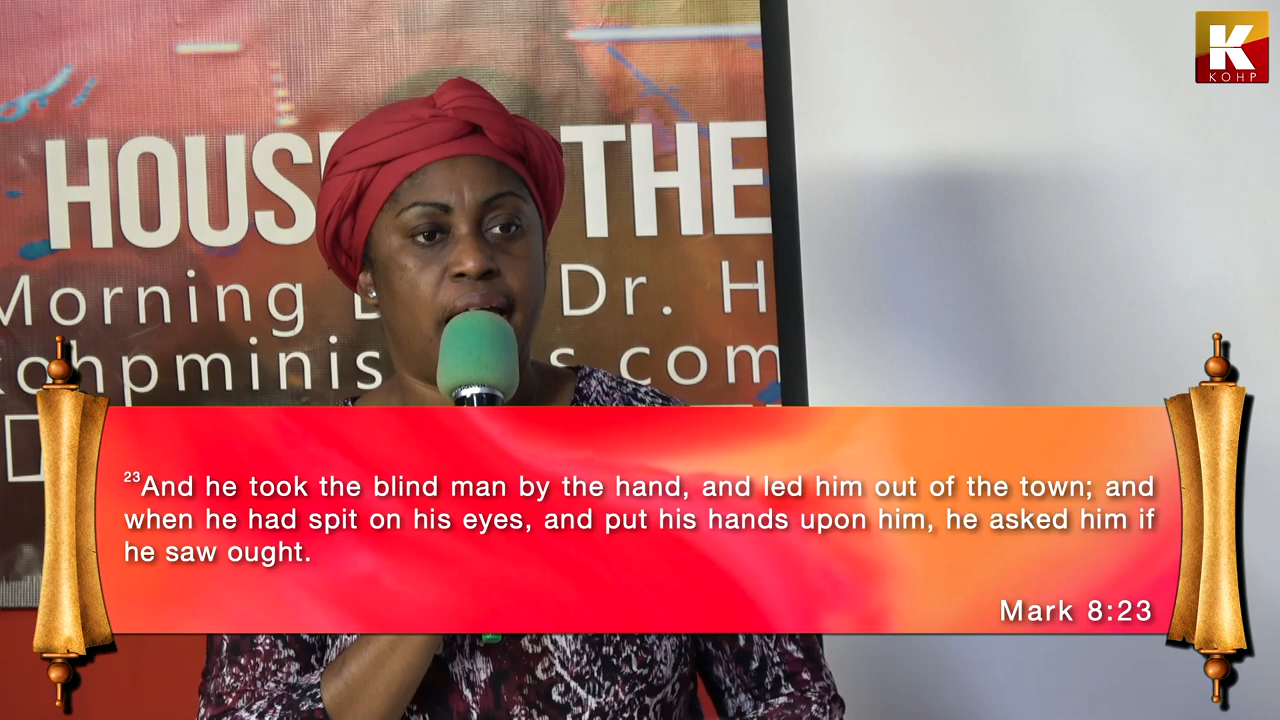 K
KOHP
HOUS THE
Morning Dr. H
kohpminis s.com
23And he took the blind man by the hand, and led him out of the town; and
when he had spit on his eyes, and put his hands upon him, he asked him if
he saw ought.
Mark 8:23